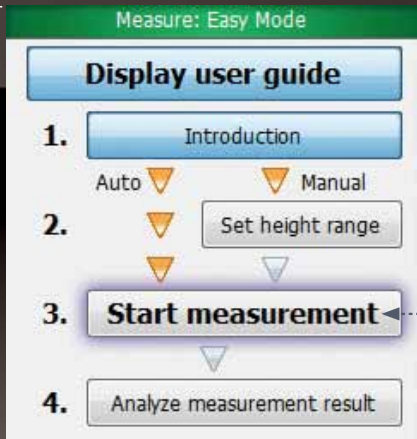 Measure: Easy Mode
Display user guide
1. Introduction
Auto Manual
2. Set height range
3. Start measurement
4. Analyze measurement result